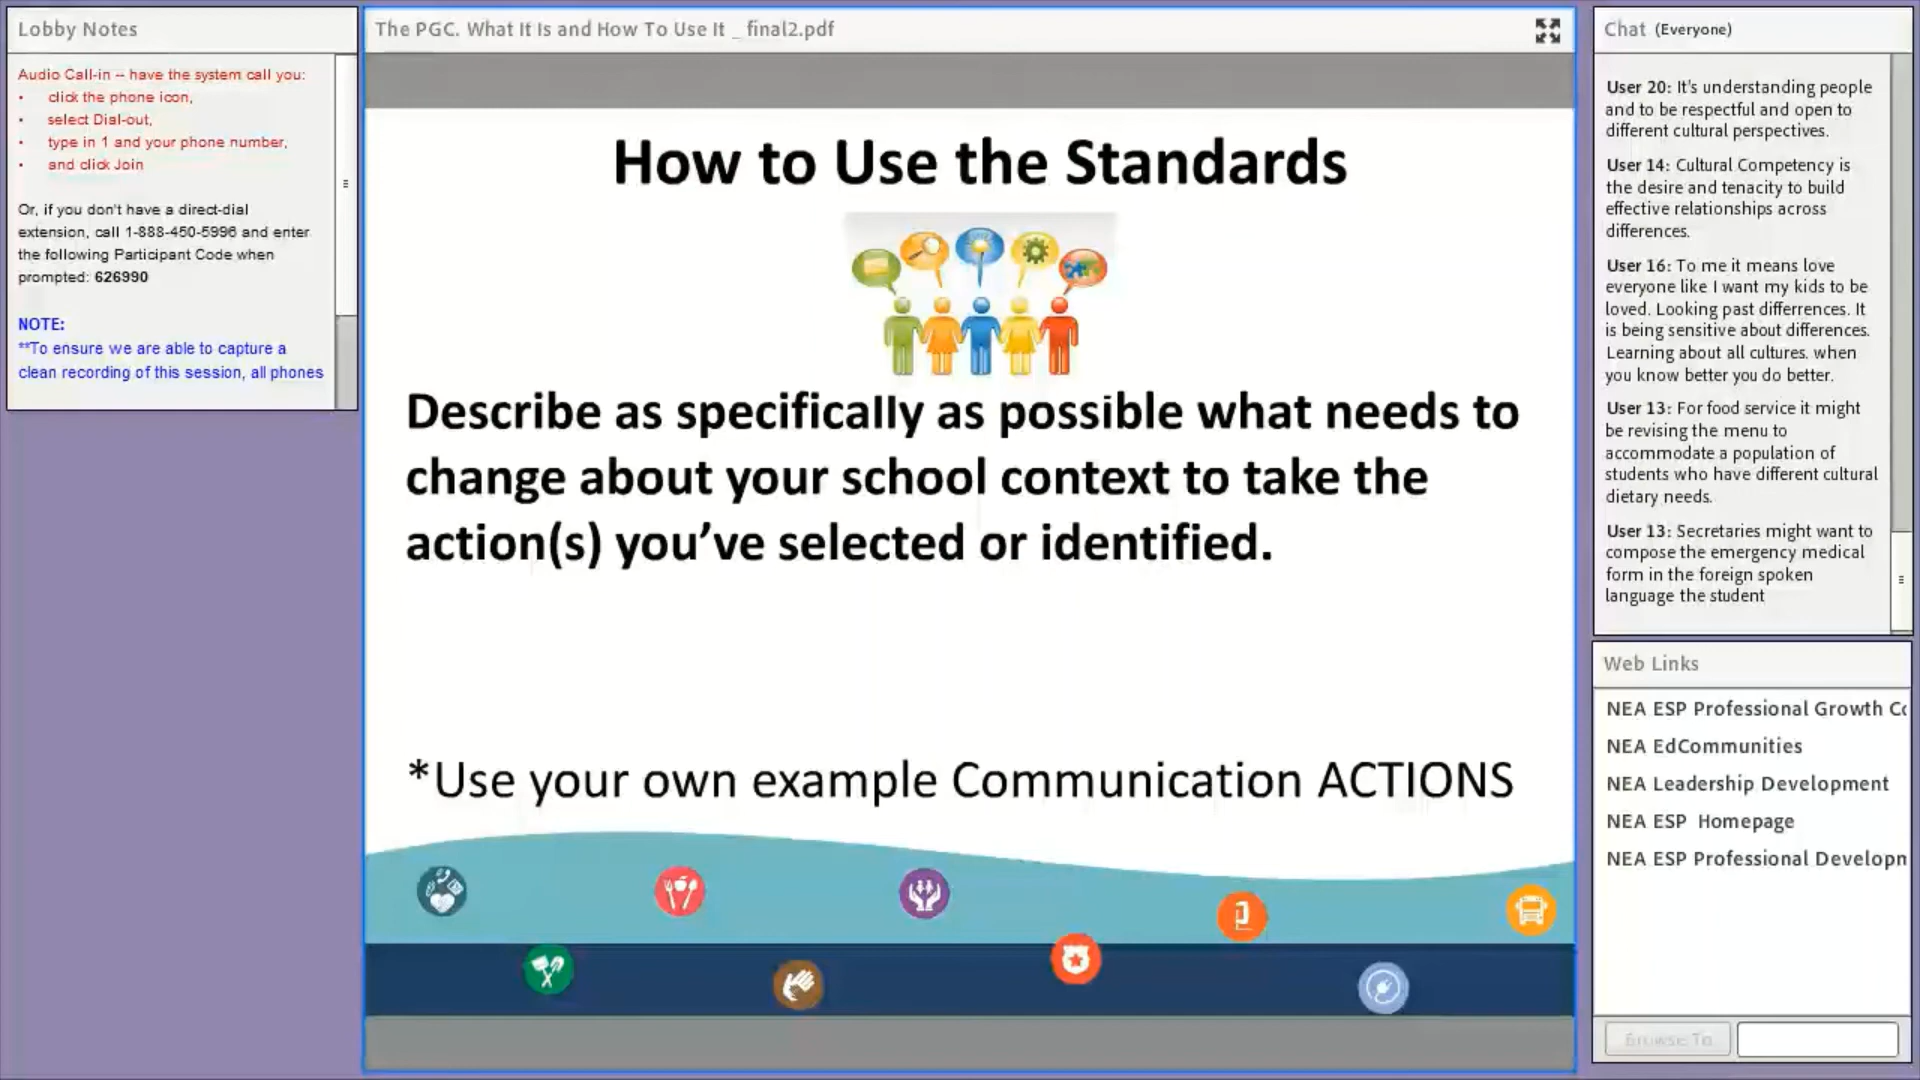 Lobby Notes
Audio Call-in -- have the system call you:
• click the phone icon,
• select Dial-out,
• type in 1 and your phone number,
• and click Join
Or, if you don't have a direct-dial
extension, call 1-888-450-5996 and enter
the following Participant Code when
prompted: 626990
NOTE:
**To ensure we are able to capture a
clean recording of this session, all phones
The PGC. What It Is and How To Use It _ final2.pdf
How to Use the Standards
Describe as specifically as possible what needs to
change about your school context to take the
action(s) you’ve selected or identified.
*Use your own example Communication ACTIONS
Chat (Everyone)
User 20: It's understanding people
and to be respectful and open to
different cultural perspectives.
User 14: Cultural Competency is
the desire and tenacity to build
effective relationships across
differences.
User 16: To me it means love
everyone like I want my kids to be
loved. Looking past differrences. It
is being sensitive about differences.
Learning about all cultures. when
you know better you do better.
User 13: For food service it might
be revising the menu to
accommodate a population of
students who have different cultural
dietary needs.
User 13: Secretaries might want to
compose the emergency medical
form in the foreign spoken
language the student
Web Links
NEA ESP Professional Growth Co
NEA EdCommunities
NEA Leadership Development
NEA ESP Homepage
NEA ESP Professional Developn
Browse To